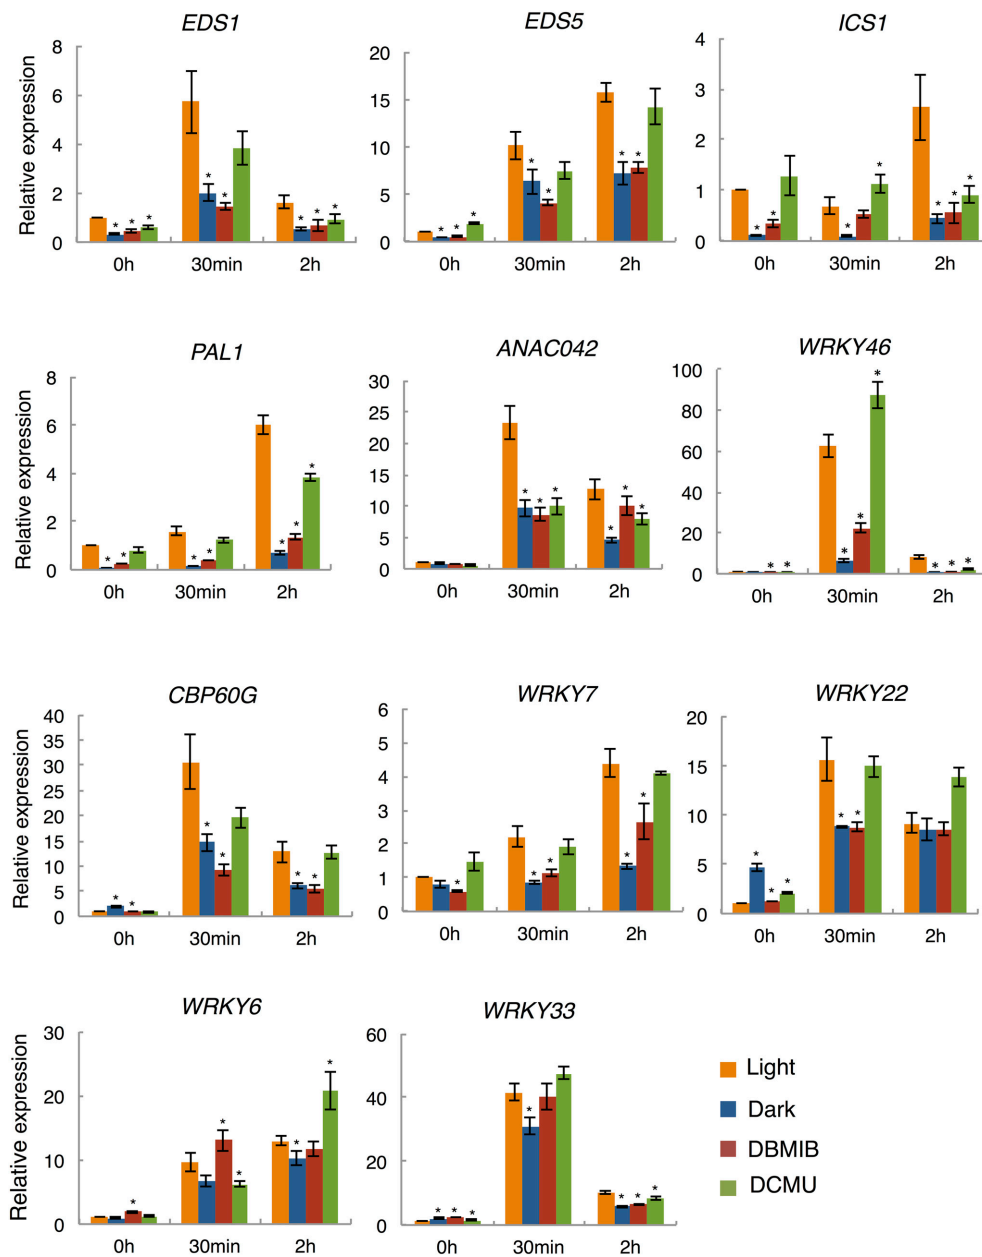 EDS1 EDS5 ICS1
Relative expression
8 6 4 2 0
0h 30min 2h
20 15 10 5 0
0h 30min 2h
4 3 2 1 0
0h 30min 2h
PAL1 ANAC042 WRKY46
Relative expression
8 6 4 2 0
0h 30min 2h
30 25 20 15 10 5 0
0h 30min 2h
100 80 60 40 20 0
0h 30min 2h
CBP60G WRKY7 WRKY22
Relative expression
40 35 30 25 20 15 10 5 0
0h 30min 2h
6 5 4 3 2 1 0
0h 30min 2h
20 15 10 5 0
0h 30min 2h
WRKY6 WRKY33
Relative expression
30 20 10 0
0h 30min 2h
60 40 20 0
0h 30min 2h
Light
Dark
DBMIB
DCMU